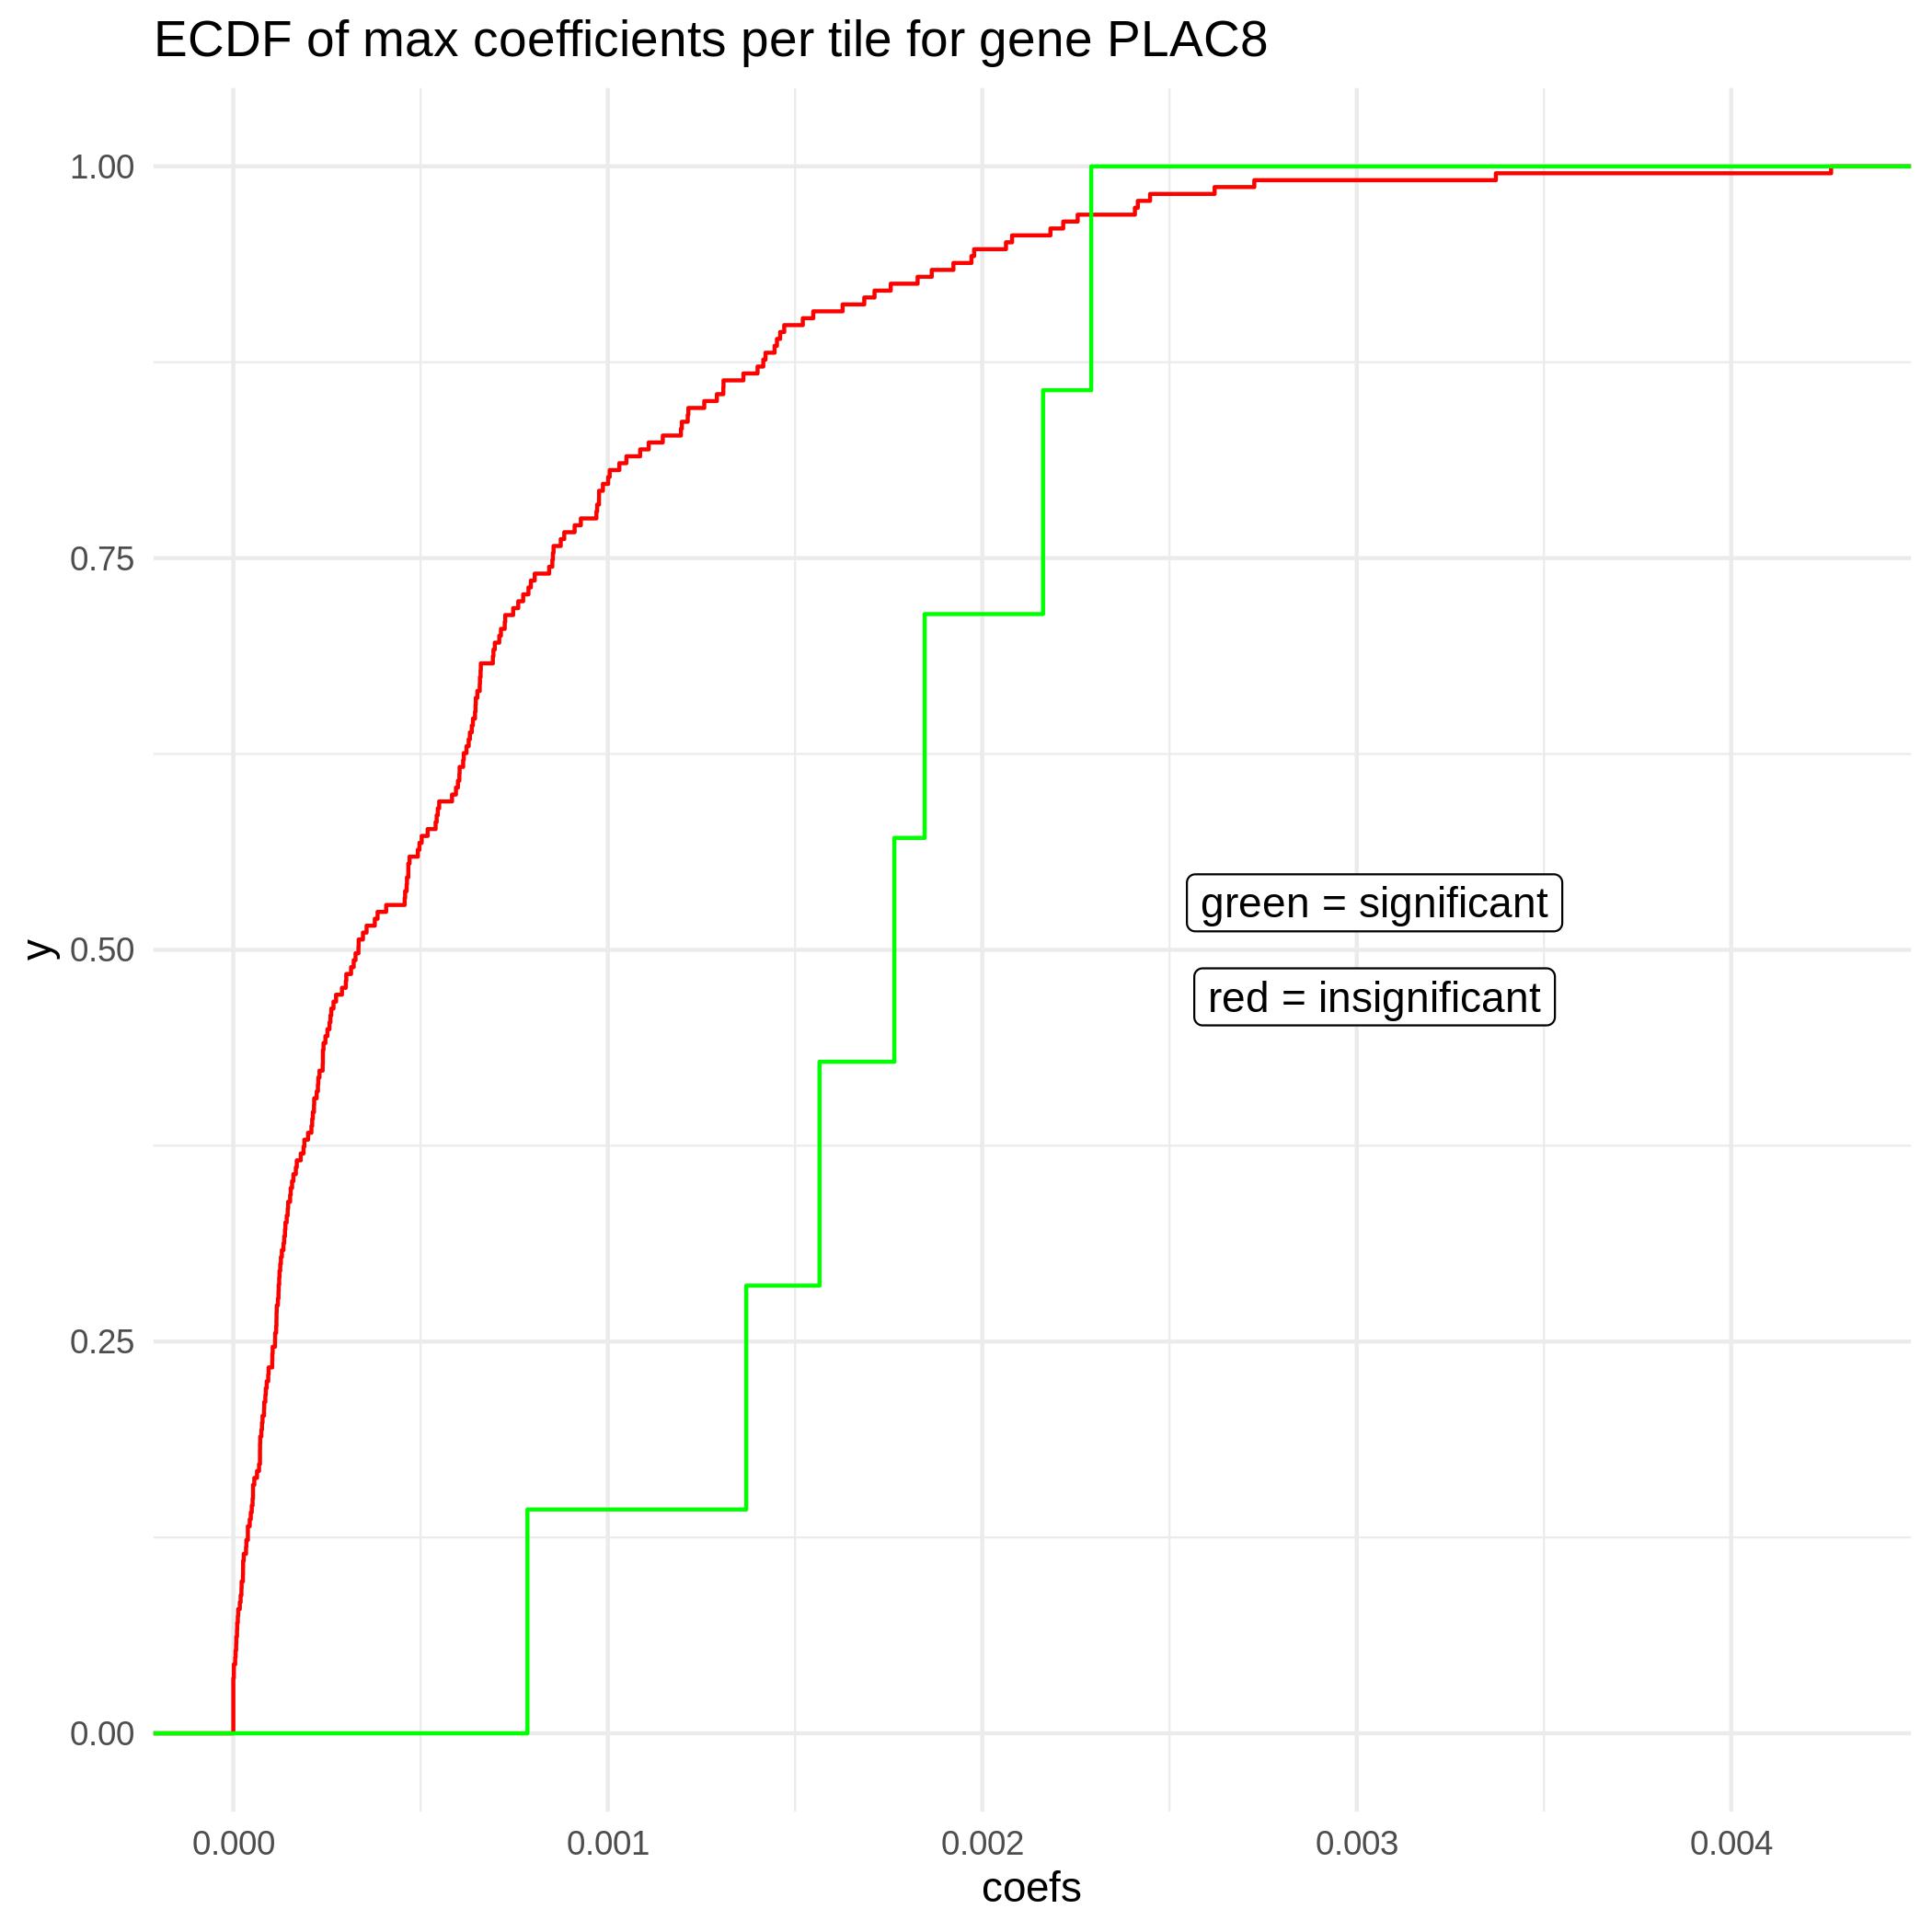 ECDF of max coefficients per tile for gene PLAC8
1.00
0.75
0.50
0.25
0.00
y
green = significant
red = insignificant
0.000
0.001
0.002
0.003
0.004
coefs